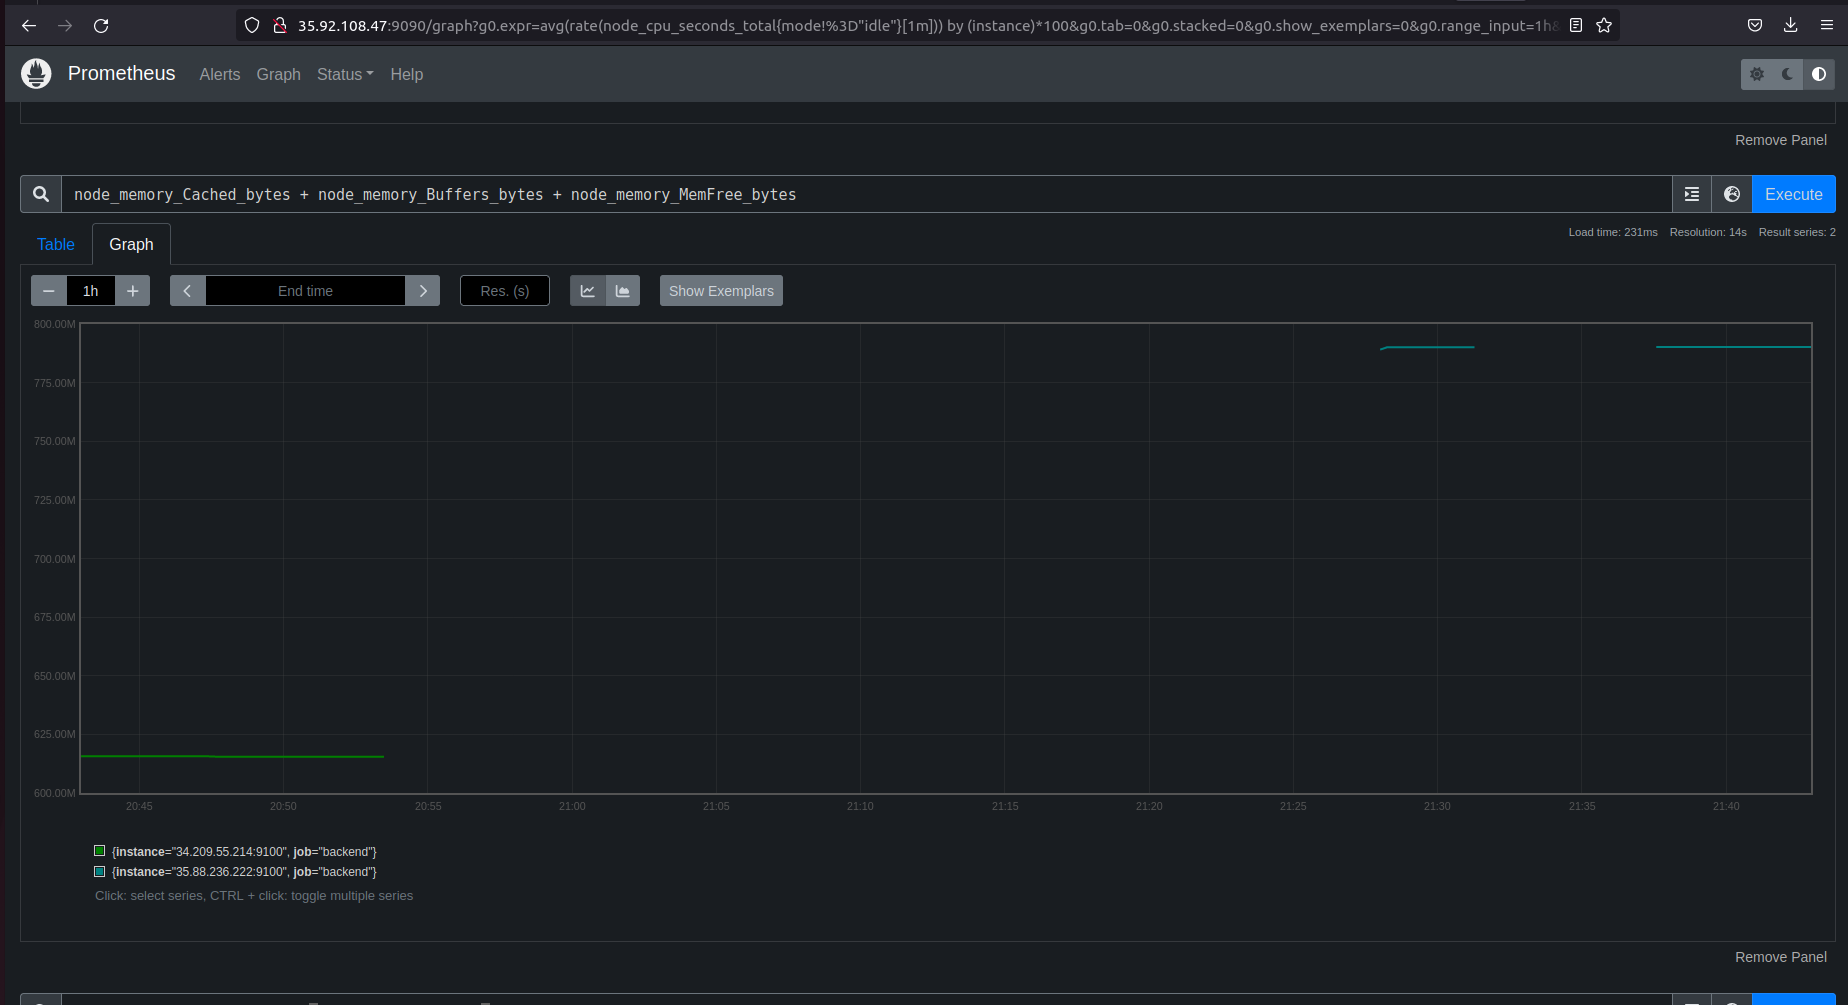 35.92.108.47:9090/graph?g0.expr=avg(rate(node_cpu_seconds_total{mode!%3D"idle"}[1m])) by (instance)*100&g0.tab=0&g0.stacked=0&g0.show_exemplars=0&g0.range_input=1h&
Prometheus Alerts Graph Status Help
Remove Panel
node_memory_Cached_bytes + node_memory_Buffers_bytes + node_memory_MemFree_bytes Execute
Table Graph Load time: 231ms Resolution: 14s Result series: 2
1h End time Res. (s) Show Exemplars
800.00M
775.00M
750.00M
725.00M
700.00M
675.00M
650.00M
625.00M
600.00M
20:45 20:50 20:55 21:00 21:05 21:10 21:15 21:20 21:25 21:30 21:35 21:40
{instance="34.209.55.214:9100", job="backend"}
{instance="35.88.236.222:9100", job="backend"}
Click: select series, CTRL + click: toggle multiple series
Remove Panel